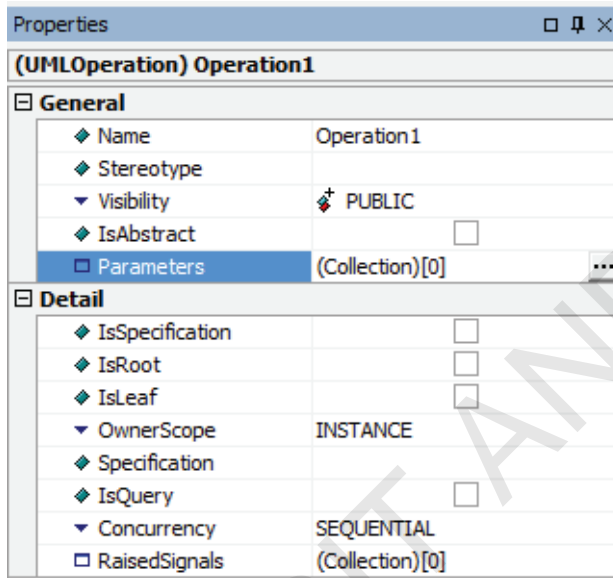 Properties
(UMLOperation) Operation1
General
Name Operation1
Stereotype
Visibility PUBLIC
IsAbstract
Parameters (Collection)[0] ...
Detail
IsSpecification
IsRoot
IsLeaf
OwnerScope INSTANCE
Specification
IsQuery
Concurrency SEQUENTIAL
RaisedSignals (Collection)[0]